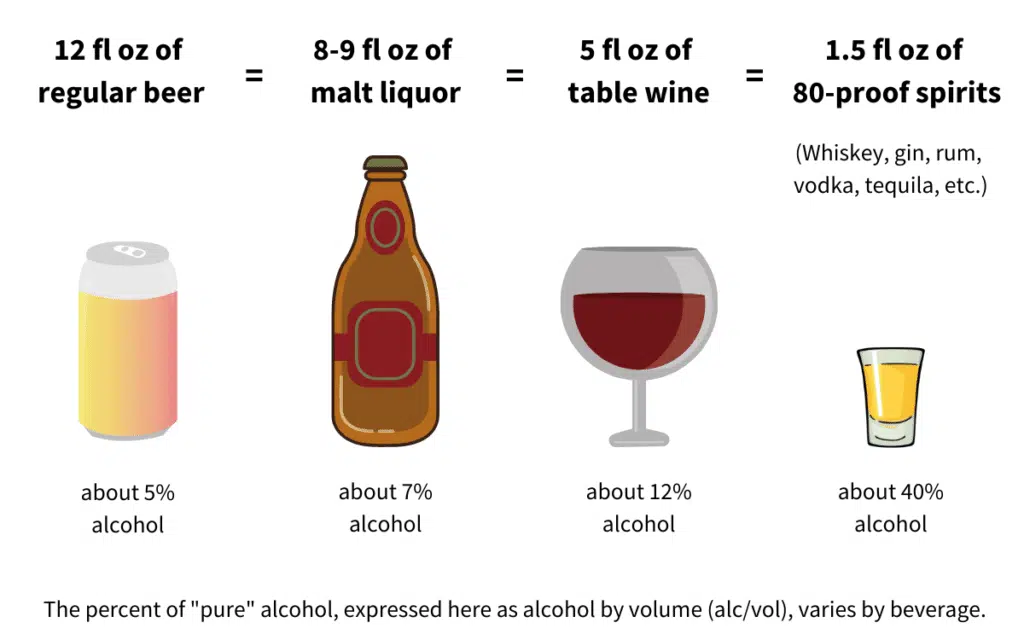 12 fl oz of
regular beer
=
8-9 fl oz of
malt liquor
=
5 fl oz of
table wine
=
1.5 fl oz of
80-proof spirits
(Whiskey, gin, rum,
vodka, tequila, etc.)
about 5%
alcohol
about 7%
alcohol
about 12%
alcohol
about 40%
alcohol
The percent of "pure" alcohol, expressed here as alcohol by volume (alc/vol), varies by beverage.